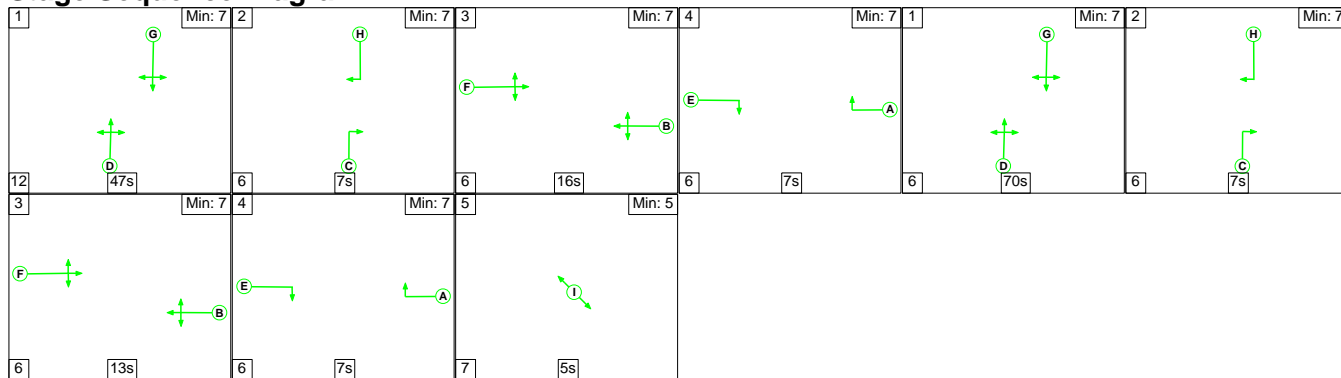 Stage Sequence Diagram
1 Min: 7 2 Min: 7 3 Min: 7 4 Min: 7 1 Min: 7 2 Min: 7
G H G H
F
E A
B
D C D C
12 47s 6 7s 6 16s 6 7s 6 70s 6 7s
3 Min: 7 4 Min: 7 5 Min: 5
F
E A I
B
6 13s 6 7s 7 5s